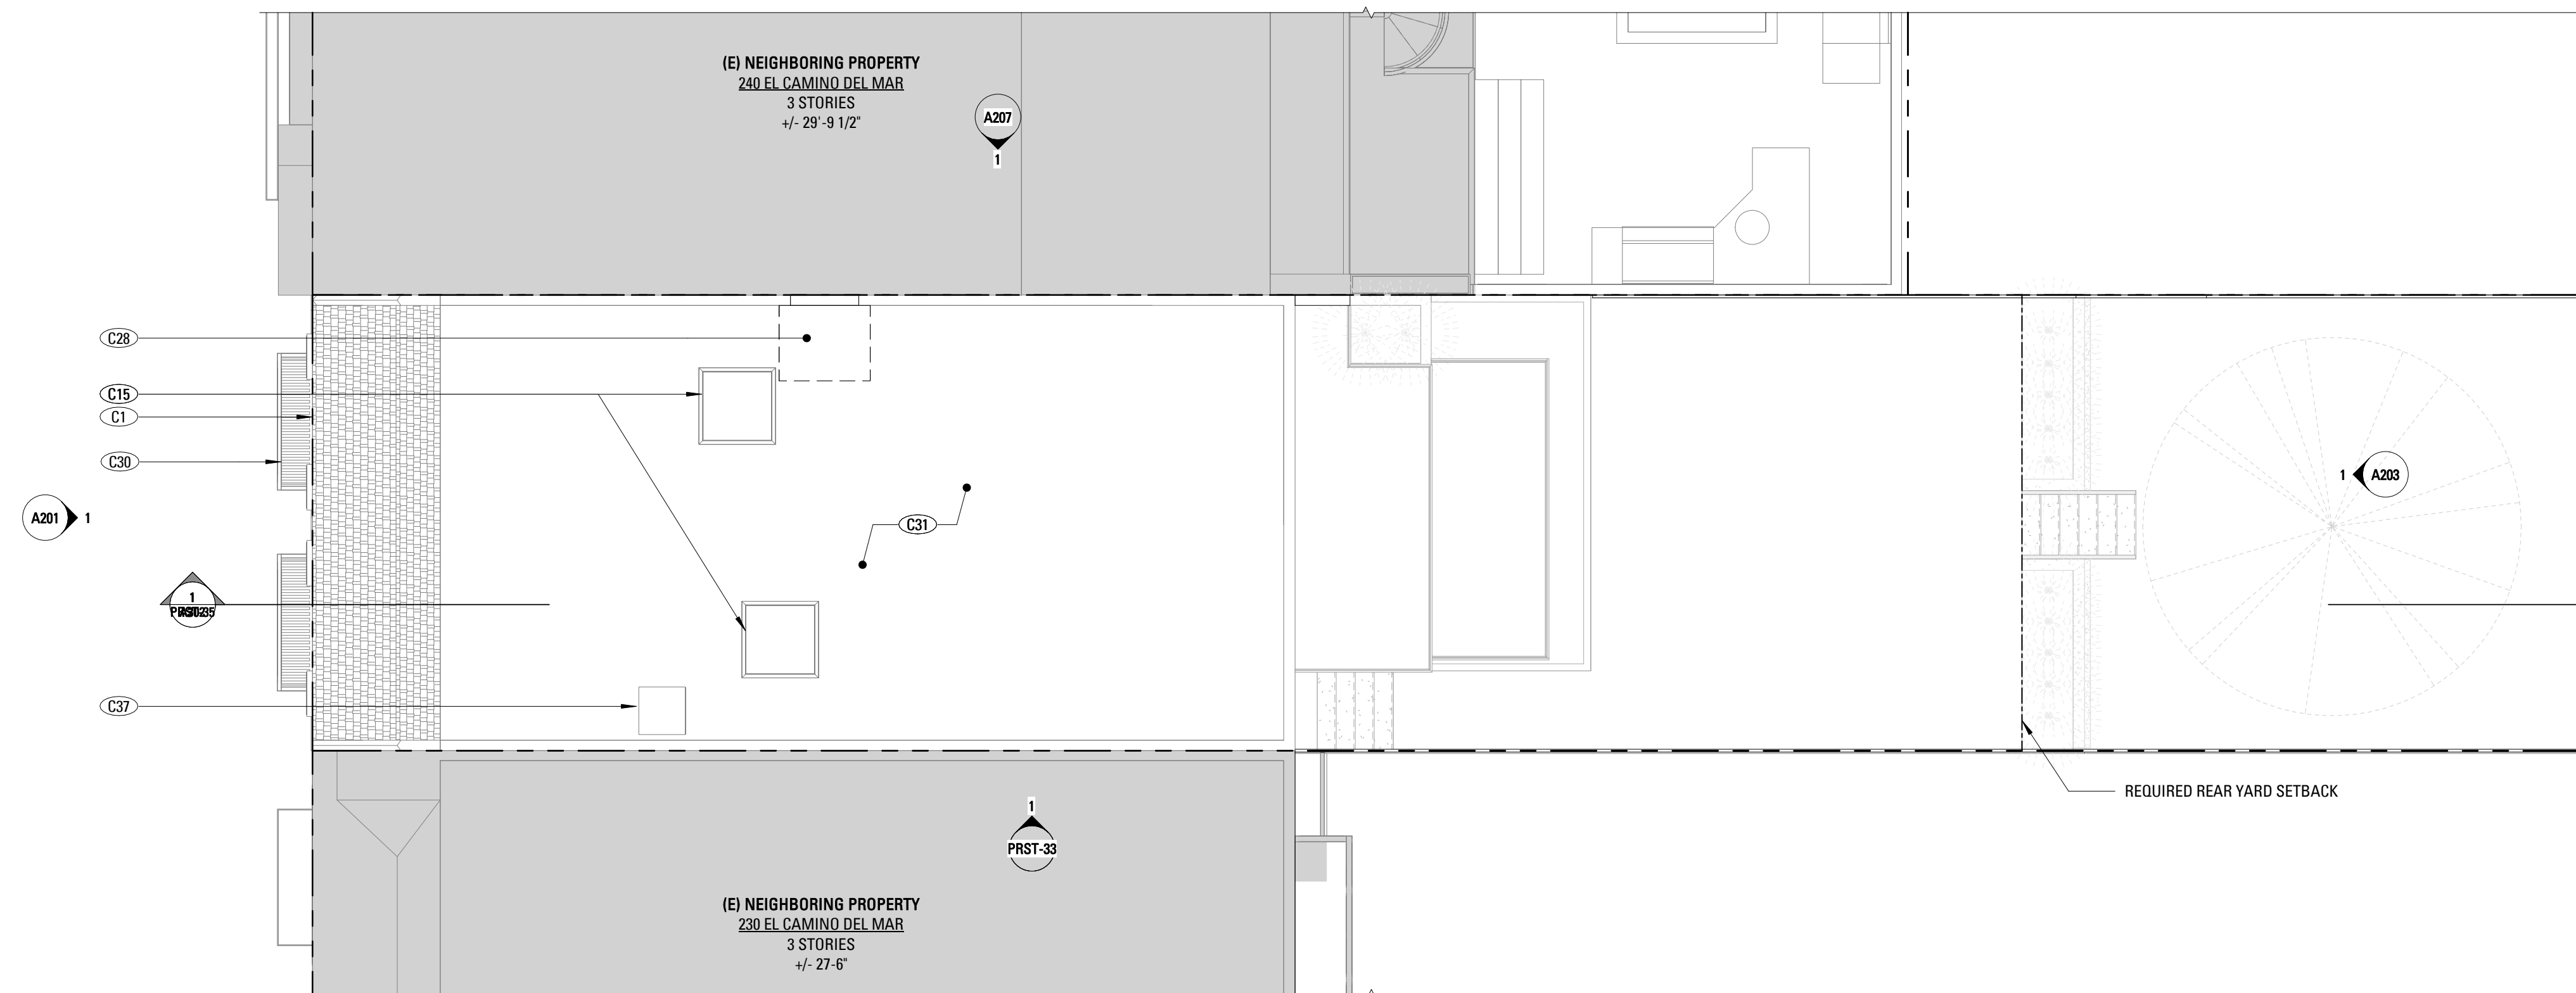 (E) NEIGHBORING PROPERTY
240 EL CAMINO DEL MAR
3 STORIES
+/- 29'-9 1/2"
A207
1
C28
C15
C1
C30
A201
1
C31
1
A203
1
C37
REQUIRED REAR YARD SETBACK
1
PRST-33
(E) NEIGHBORING PROPERTY
230 EL CAMINO DEL MAR
3 STORIES
+/- 27-6"